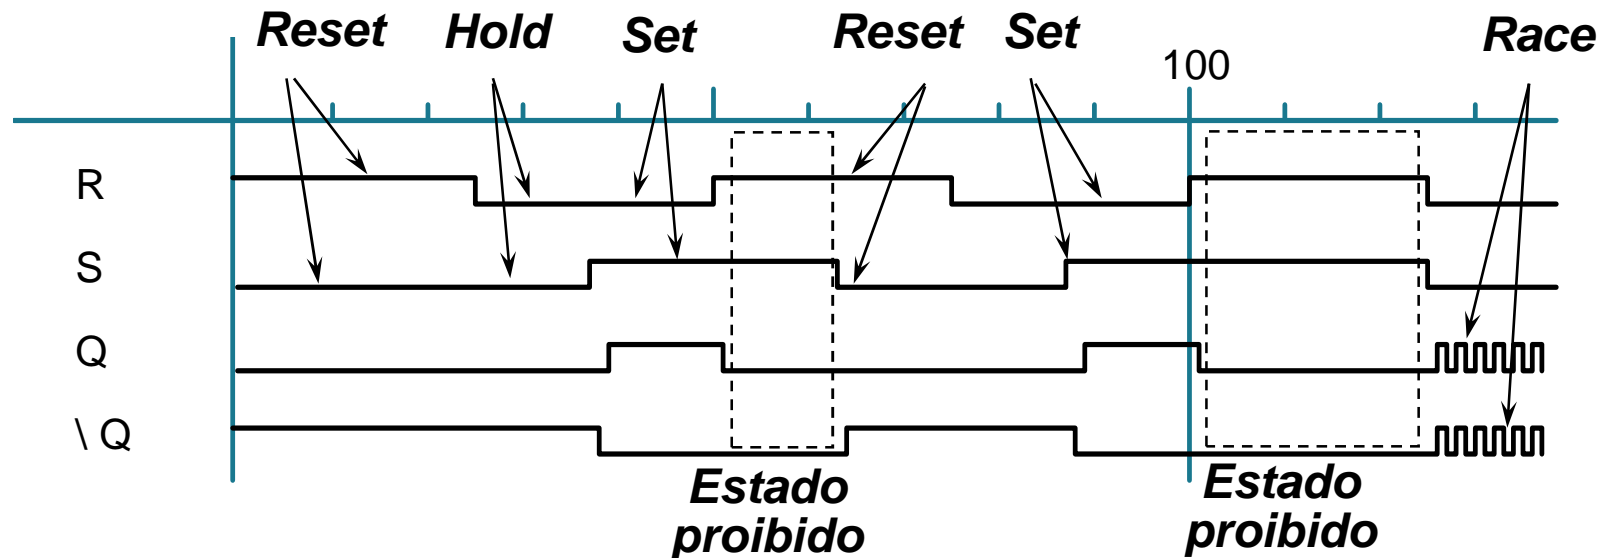 Reset Hold Set Reset Set Race
100
R
S
Q
\ Q
Estado Estado
proibido proibido